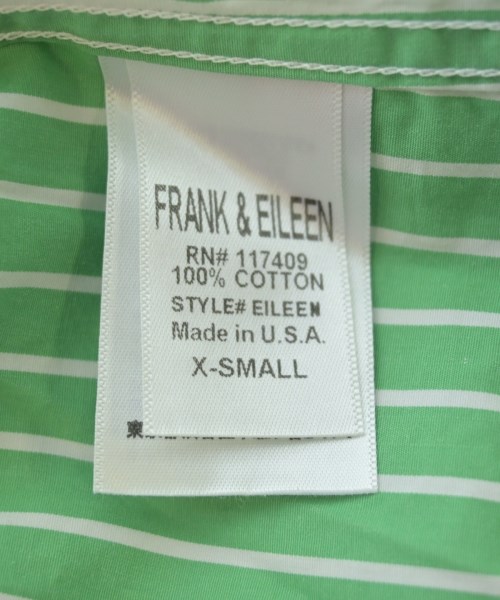 FRANK & EILEEN
RN# 117409
100% COTTON
STYLE# EILEEN
Made in U.S.A.
X-SMALL